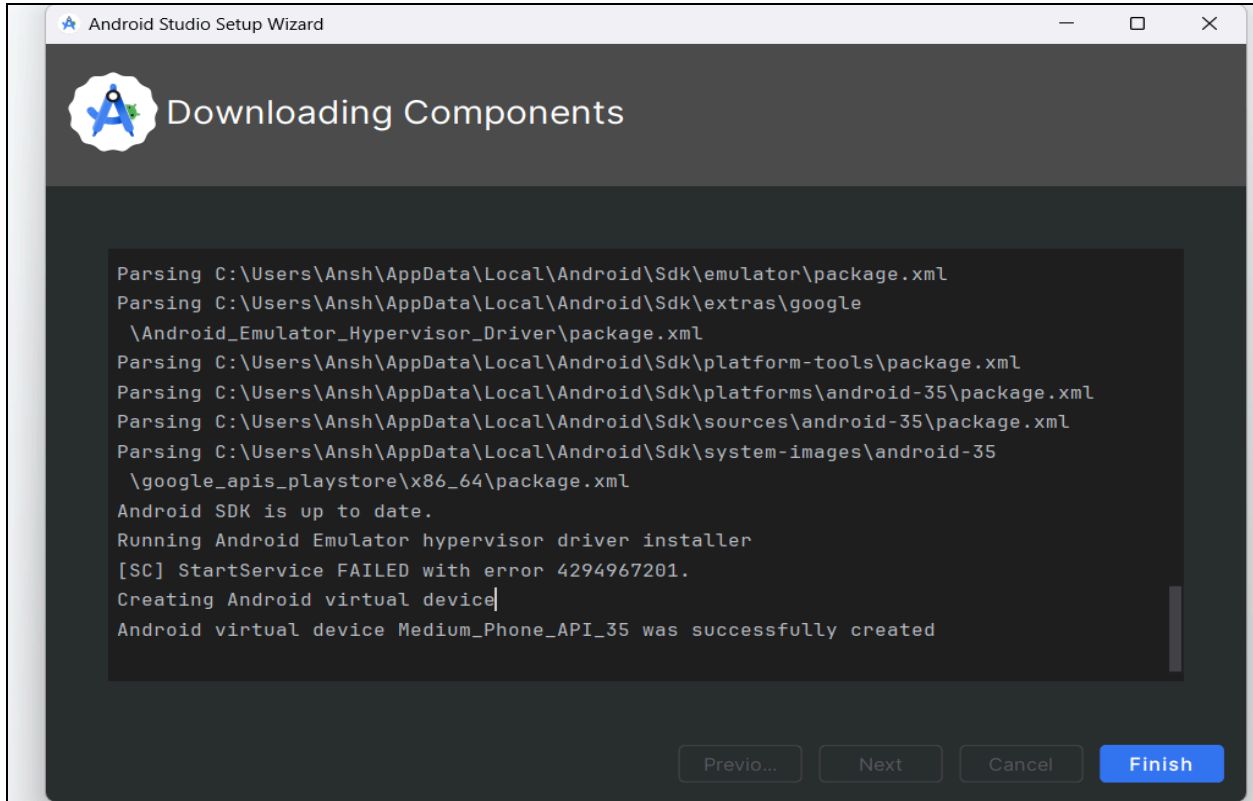 Android Studio Setup Wizard
Downloading Components
Parsing C:\Users\Ansh\AppData\Local\Android\Sdk\emulator\package.xml
Parsing C:\Users\Ansh\AppData\Local\Android\Sdk\extras\google
\Android_Emulator_Hypervisor_Driver\package.xml
Parsing C:\Users\Ansh\AppData\Local\Android\Sdk\platform-tools\package.xml
Parsing C:\Users\Ansh\AppData\Local\Android\Sdk\platforms\android-35\package.xml
Parsing C:\Users\Ansh\AppData\Local\Android\Sdk\sources\android-35\package.xml
Parsing C:\Users\Ansh\AppData\Local\Android\Sdk\system-images\android-35
\google_apis_playstore\x86_64\package.xml
Android SDK is up to date.
Running Android Emulator hypervisor driver installer
[SC] StartService FAILED with error 4294967201.
Creating Android virtual device
Android virtual device Medium_Phone_API_35 was successfully created
Previo... Next Cancel Finish